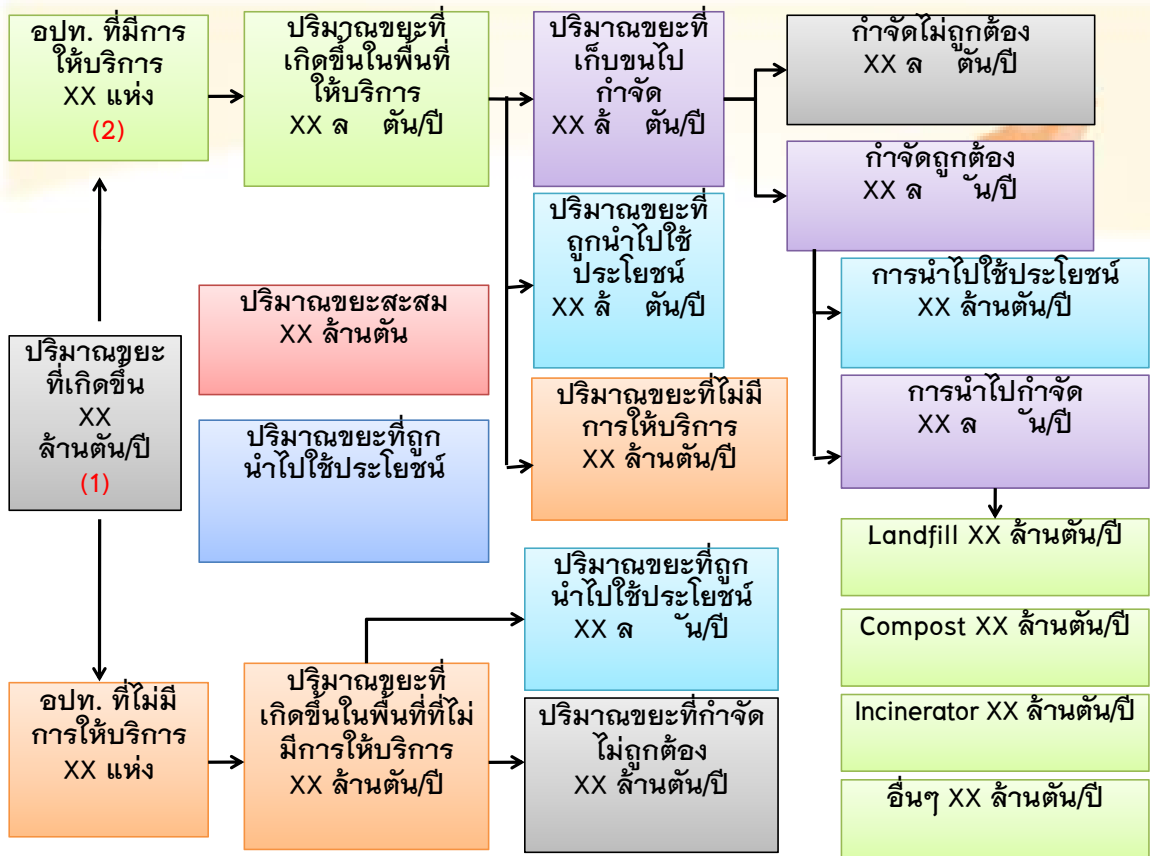 อปท. ที่มีการ
ให้บริการ
XX แห่ง
(2)
ปริมาณขยะที่
เกิดขึ้นในพื้นที่
ให้บริการ
XX ล ตัน/ปี
ปริมาณขยะที่
เก็บขนไป
กำจัด
XX ล้ ตัน/ปี
กำจัดไม่ถูกต้อง
XX ล ตัน/ปี
กำจัดถูกต้อง
XX ล ัน/ปี
ปริมาณขยะที่
ถูกนำไปใช้
ประโยชน์
XX ล้ ตัน/ปี
การนำไปใช้ประโยชน์
XX ล้านตัน/ปี
ปริมาณขยะสะสม
XX ล้านตัน
ปริมาณขยะ
ที่เกิดขึ้น
XX
ล้านตัน/ปี
(1)
ปริมาณขยะที่ไม่มี
การให้บริการ
XX ล้านตัน/ปี
การนำไปกำจัด
XX ล ัน/ปี
ปริมาณขยะที่ถูก
นำไปใช้ประโยชน์
Landfill XX ล้านตัน/ปี
Compost XX ล้านตัน/ปี
Incinerator XX ล้านตัน/ปี
อื่นๆ XX ล้านตัน/ปี
ปริมาณขยะที่ถูก
นำไปใช้ประโยชน์
XX ล ัน/ปี
อปท. ที่ไม่มี
การให้บริการ
XX แห่ง
ปริมาณขยะที่
เกิดขึ้นในพื้นที่ที่ไม่
มีการให้บริการ
XX ล้านตัน/ปี
ปริมาณขยะที่กำจัด
ไม่ถูกต้อง
XX ล้านตัน/ปี